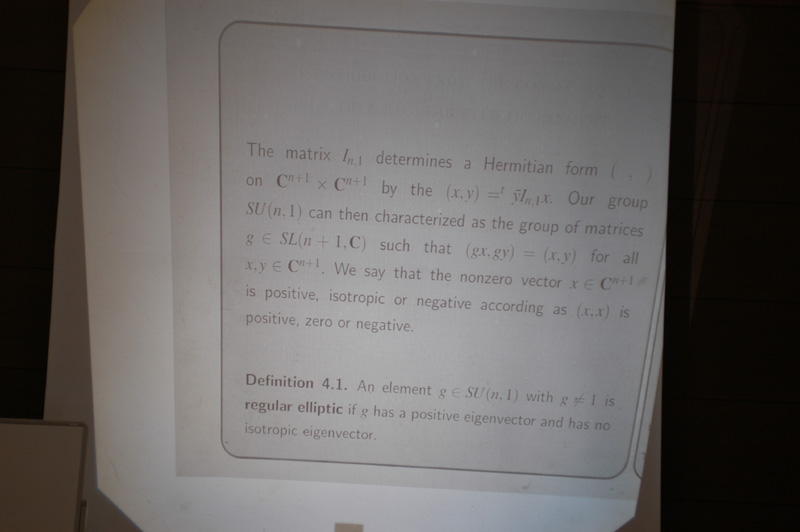 The matrix I_{n,1} determines a Hermitian form ( , )
on C^{n+1} × C^{n+1} by the (x,y) =^t ȳI_{n,1}x. Our group
SU(n,1) can then characterized as the group of matrices
g ∈ SL(n+1,C) such that (gx,gy) = (x,y) for all
x,y ∈ C^{n+1}. We say that the nonzero vector x ∈ C^{n+1}
is positive, isotropic or negative according as (x,x) is
positive, zero or negative.
Definition 4.1. An element g ∈ SU(n,1) with g ≠ 1 is
regular elliptic if g has a positive eigenvector and has no
isotropic eigenvector.